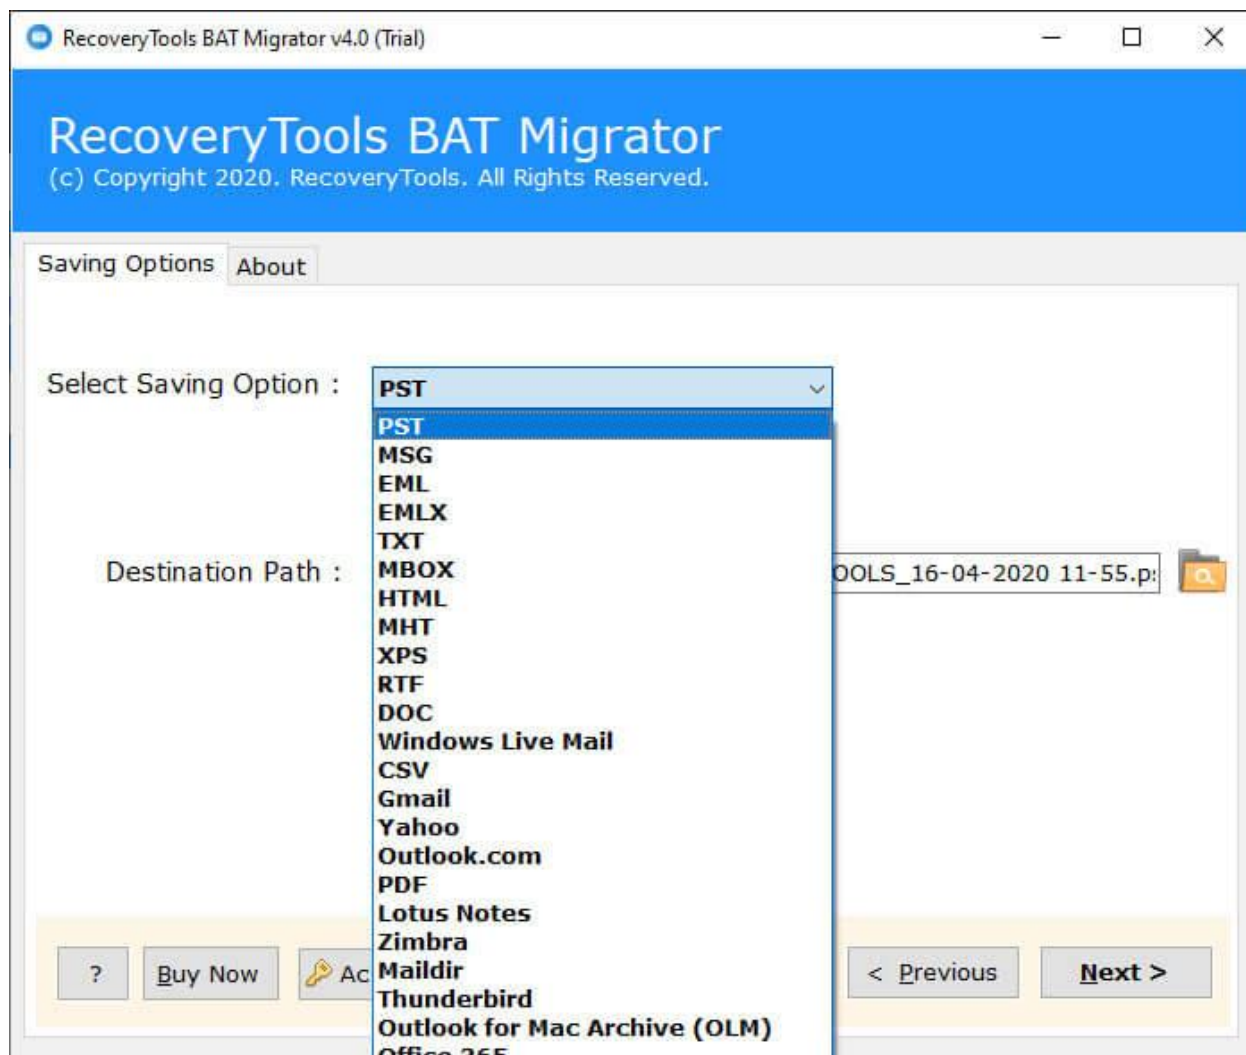 RecoveryTools BAT Migrator v4.0 (Trial)
RecoveryTools BAT Migrator
(c) Copyright 2020. RecoveryTools. All Rights Reserved.
Saving Options
About
Select Saving Option :
PST
PST
MSG
EML
EMLX
TXT
Destination Path :
OOLS_16-04-2020 11-55.p
MBOX
HTML
MHT
XPS
RTF
DOC
Windows Live Mail
CSV
Gmail
Yahoo
Outlook.com
PDF
Lotus Notes
Zimbra
? Buy Now Ac
< Previous Next >
Maildir
Thunderbird
Outlook for Mac Archive (OLM)
Office 365